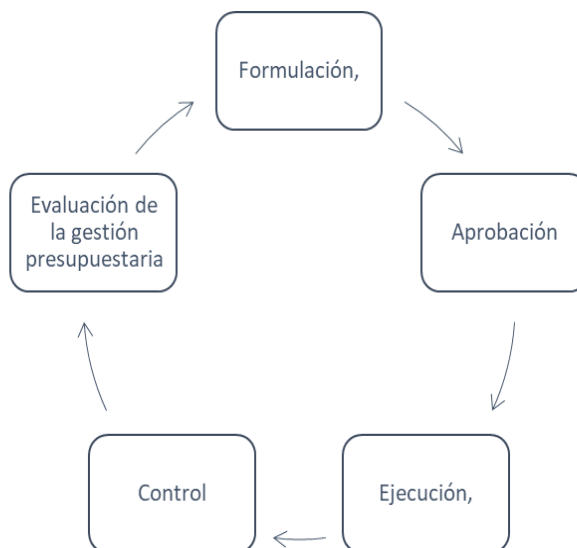 Formulación,
Aprobación
Ejecución,
Control
Evaluación de
la gestión
presupuestaria